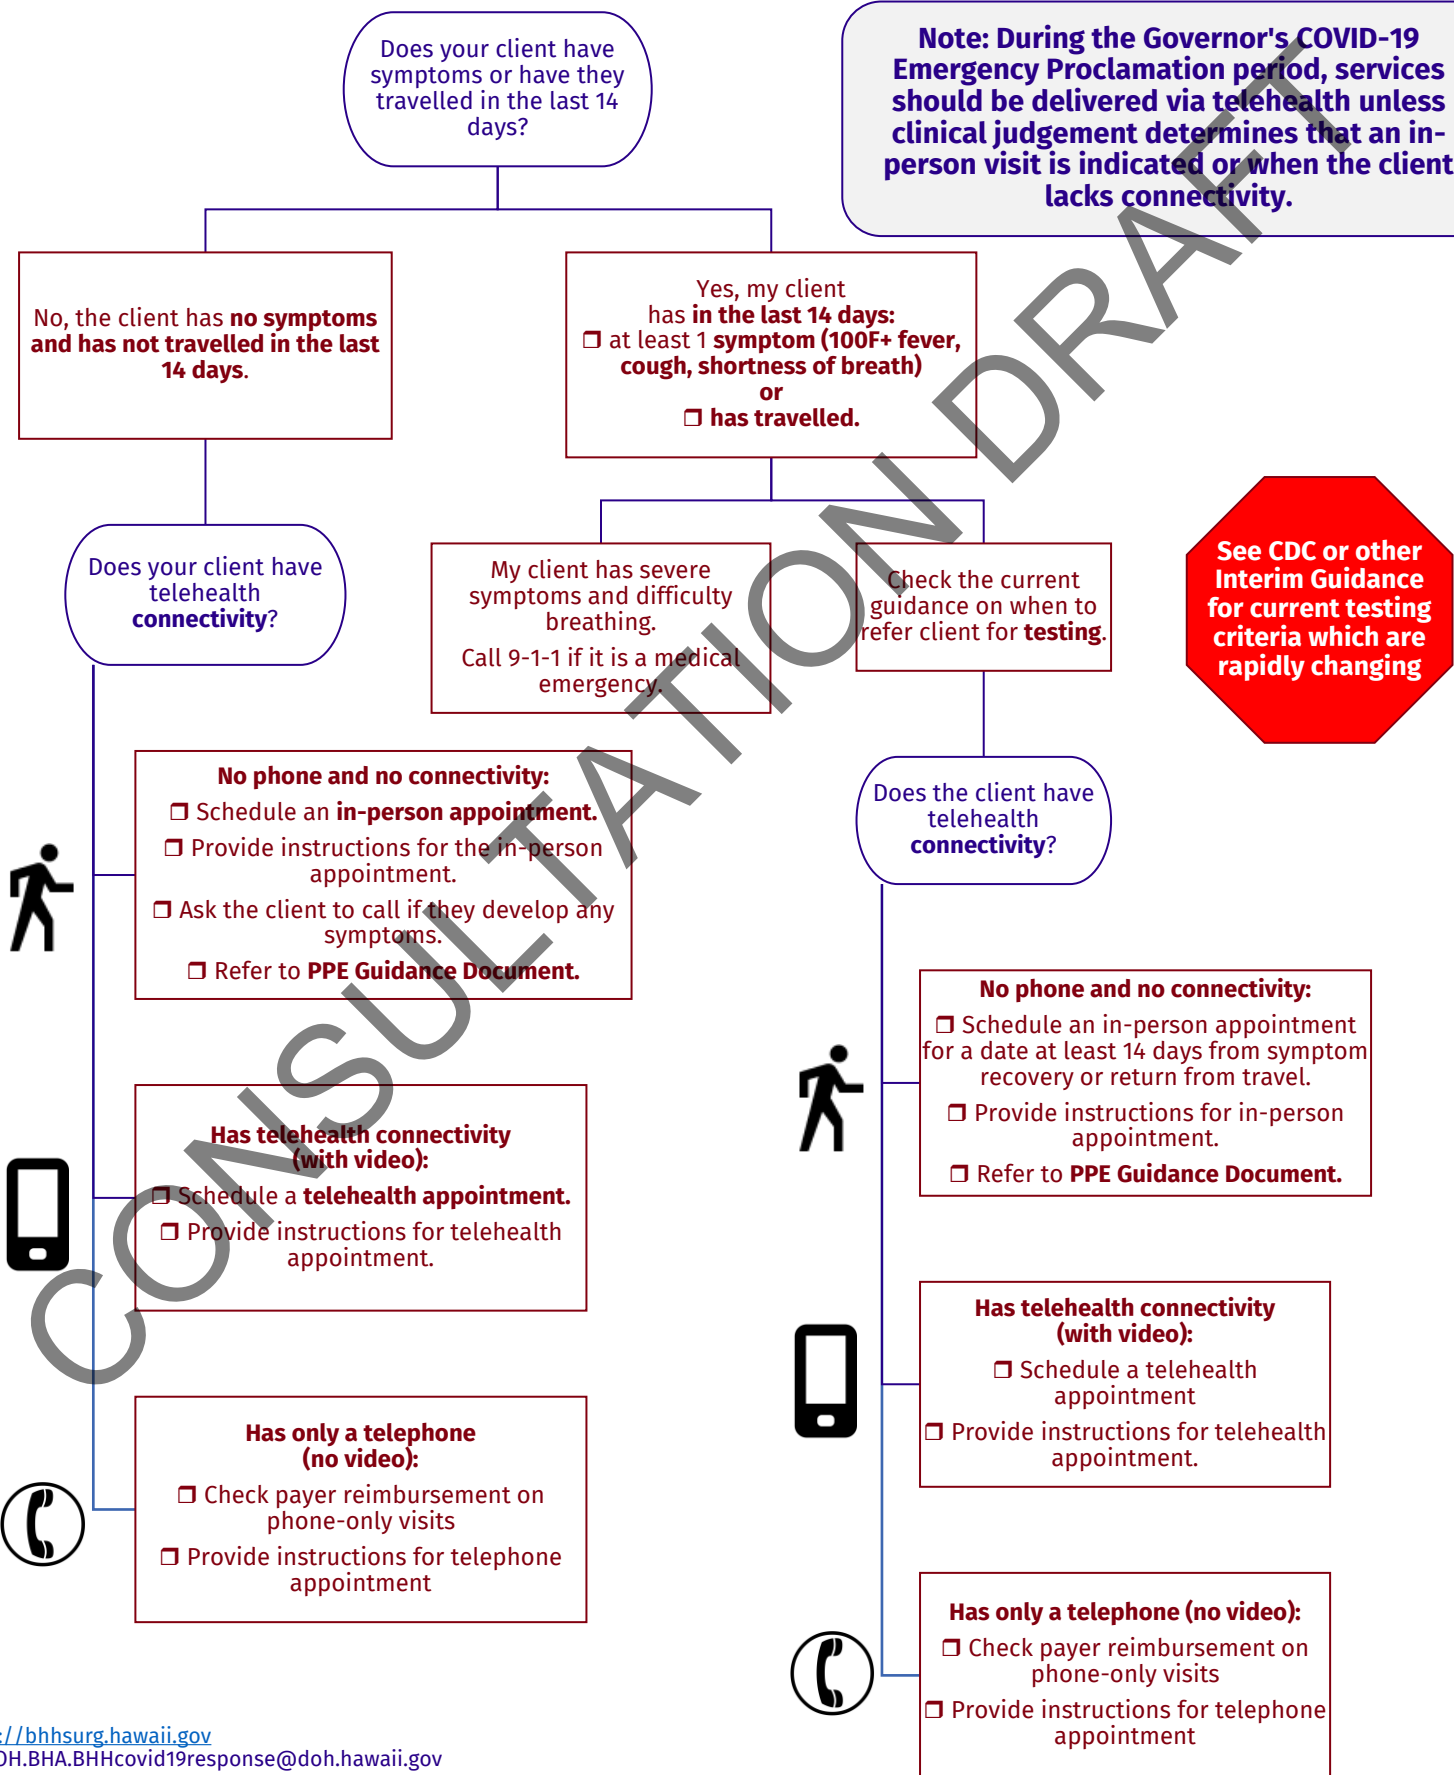 Does your client have
symptoms or have they
travelled in the last 14
days?
Note: During the Governor's COVID-19
Emergency Proclamation period, services
should be delivered via telehealth unless
clinical judgement determines that an in-
person visit is indicated or when the client
lacks connectivity.
No, the client has no symptoms
and has not travelled in the last
14 days.
Yes, my client
has in the last 14 days:
❒ at least 1 symptom (100F+ fever,
cough, shortness of breath)
or
❒ has travelled.
Does your client have
telehealth
connectivity?
My client has severe
symptoms and difficulty
breathing.
Call 9-1-1 if it is a medical
emergency.
Check the current
guidance on when to
refer client for testing.
See CDC or other
Interim Guidance
for current testing
criteria which are
rapidly changing
No phone and no connectivity:
❒ Schedule an in-person appointment.
❒ Provide instructions for the in-person
appointment.
❒ Ask the client to call if they develop any
symptoms.
❒ Refer to PPE Guidance Document.
Does the client have
telehealth
connectivity?
Has telehealth connectivity
(with video):
❒ Schedule a telehealth appointment.
❒ Provide instructions for telehealth
appointment.
No phone and no connectivity:
❒ Schedule an in-person appointment
for a date at least 14 days from symptom
recovery or return from travel.
❒ Provide instructions for in-person
appointment.
❒ Refer to PPE Guidance Document.
Has only a telephone
(no video):
❒ Check payer reimbursement on
phone-only visits
❒ Provide instructions for telephone
appointment
Has telehealth connectivity
(with video):
❒ Schedule a telehealth
appointment
❒ Provide instructions for telehealth
appointment.
Has only a telephone (no video):
❒ Check payer reimbursement on
phone-only visits
❒ Provide instructions for telephone
appointment
://bhhsurg.hawaii.gov
OH.BHA.BHHcovid19response@doh.hawaii.gov
CONSULTATION DRAFT